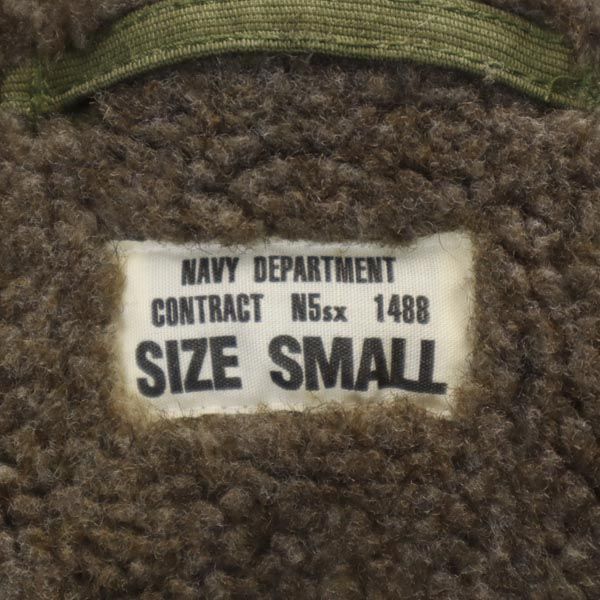 NAVY DEPARTMENT
CONTRACT N5sx 1488
SIZE SMALL